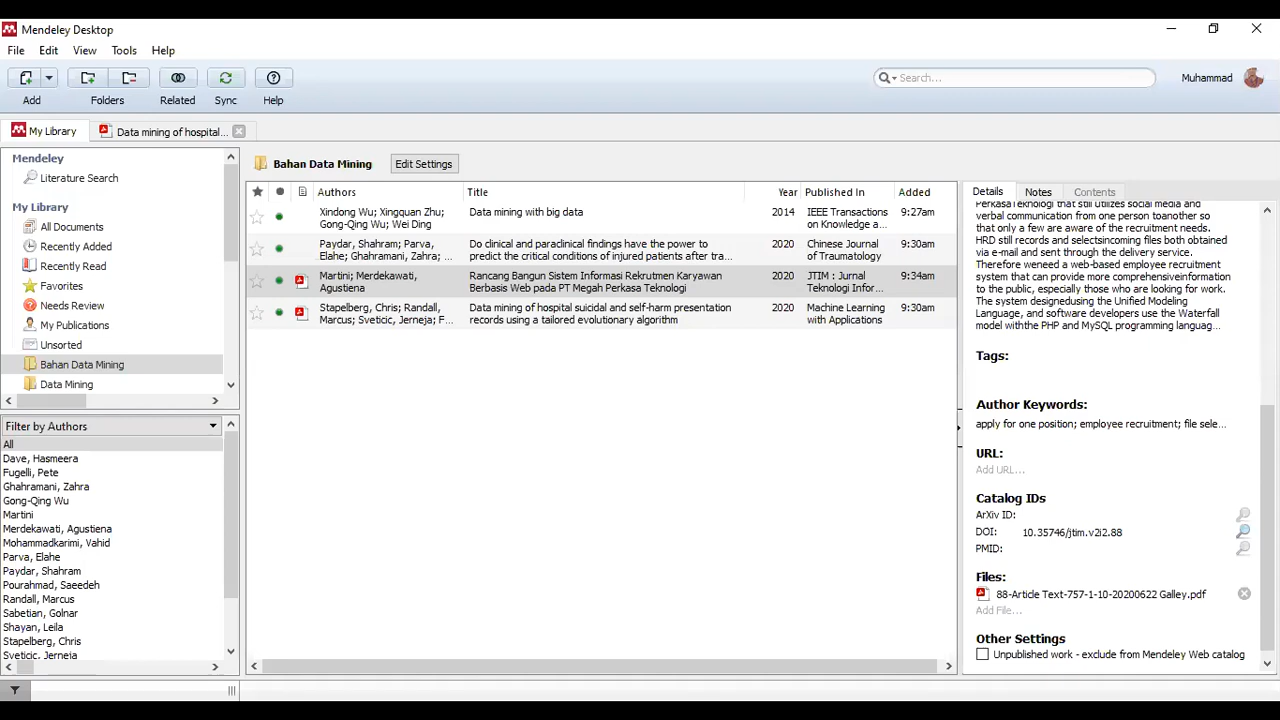 Mendeley Desktop
File Edit View Tools Help
Search...
Muhammad
Add Folders Related Sync Help
My Library Data mining of hospital...
Mendeley
Literature Search
My Library
All Documents
Recently Added
Recently Read
Favorites
Needs Review
My Publications
Unsorted
Bahan Data Mining
Data Mining
Filter by Authors
All
Dave, Hasmeera
Fugelli, Pete
Ghahramani, Zahra
Gong-Qing Wu
Martini
Merdekawati, Agustiena
Mohammadkarimi, Vahid
Parva, Elahe
Paydar, Shahram
Pourahmad, Saeedeh
Randall, Marcus
Sabetian, Golnar
Shayan, Leila
Stapelberg, Chris
Sveticic, Jerneja
Bahan Data Mining Edit Settings
Authors Title Year Published In Added
Xindong Wu; Xingquan Zhu; Data mining with big data 2014 IEEE Transactions 9:27am
Gong-Qing Wu; Wei Ding on Knowledge a...
Paydar, Shahram; Parva, Do clinical and paraclinical findings have the power to 2020 Chinese Journal 9:30am
Elahe; Ghahramani, Zahra; ... predict the critical conditions of injured patients after tra... of Traumatology
Martini; Merdekawati, Rancang Bangun Sistem Informasi Rekrutmen Karyawan 2020 JTIM : Jurnal 9:34am
Agustiena Berbasis Web pada PT Megah Perkasa Teknologi Teknologi Infor...
Stapelberg, Chris; Randall, Data mining of hospital suicidal and self-harm presentation 2020 Machine Learning 9:30am
Marcus; Sveticic, Jerneja; F... records using a tailored evolutionary algorithm with Applications
Details Notes Contents
PerkasaTeknologi that still utilizes social media and
verbal communication from one person toanother so
that only a few are aware of the recruitment needs.
HRD still records and selectsincoming files both obtained
via e-mail and sent through the delivery service.
Therefore weneed a web-based employee recruitment
system that can provide more comprehensiveinformation
to the public, especially those who are looking for work.
The system designedusing the Unified Modeling
Language, and software developers use the Waterfall
model withthe PHP and MySQL programming languag...
Tags:
Author Keywords:
apply for one position; employee recruitment; file sele...
URL:
Add URL...
Catalog IDs
ArXiv ID:
DOI: 10.35746/jtim.v2i2.88
PMID:
Files:
88-Article Text-757-1-10-20200622 Galley.pdf
Add File...
Other Settings
Unpublished work - exclude from Mendeley Web catalog